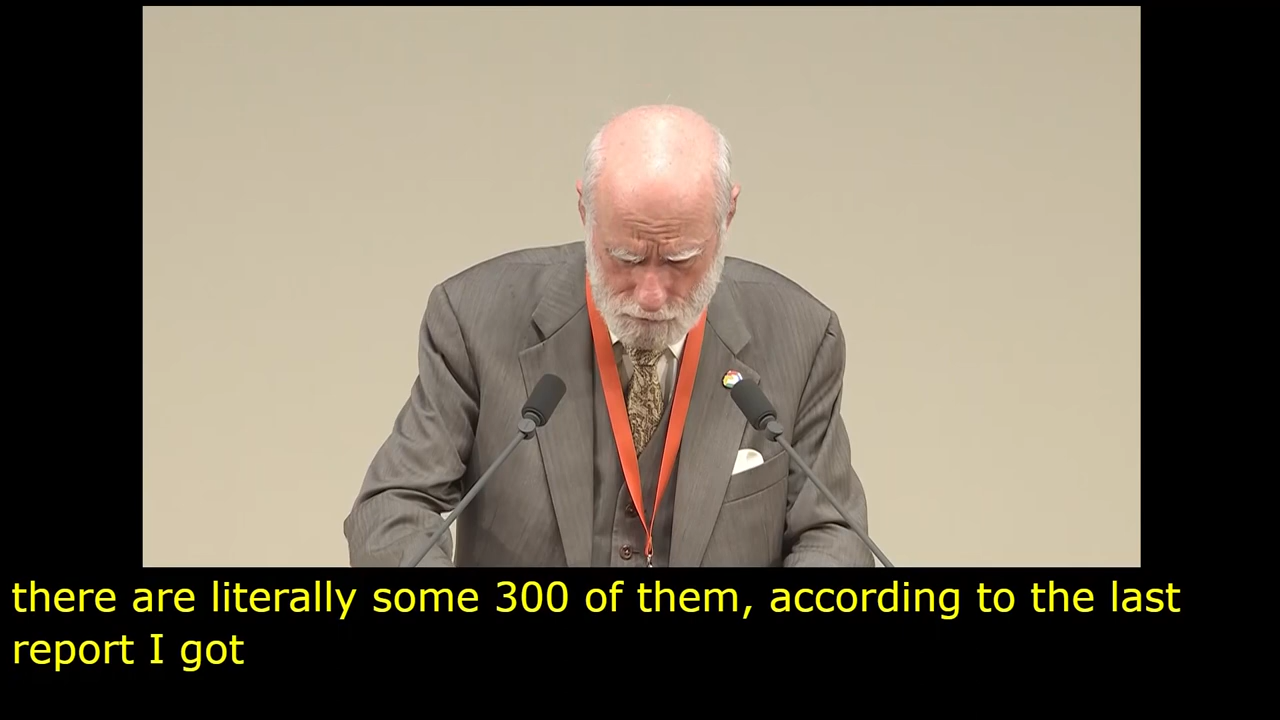 there are literally some 300 of them, according to the last
report I got